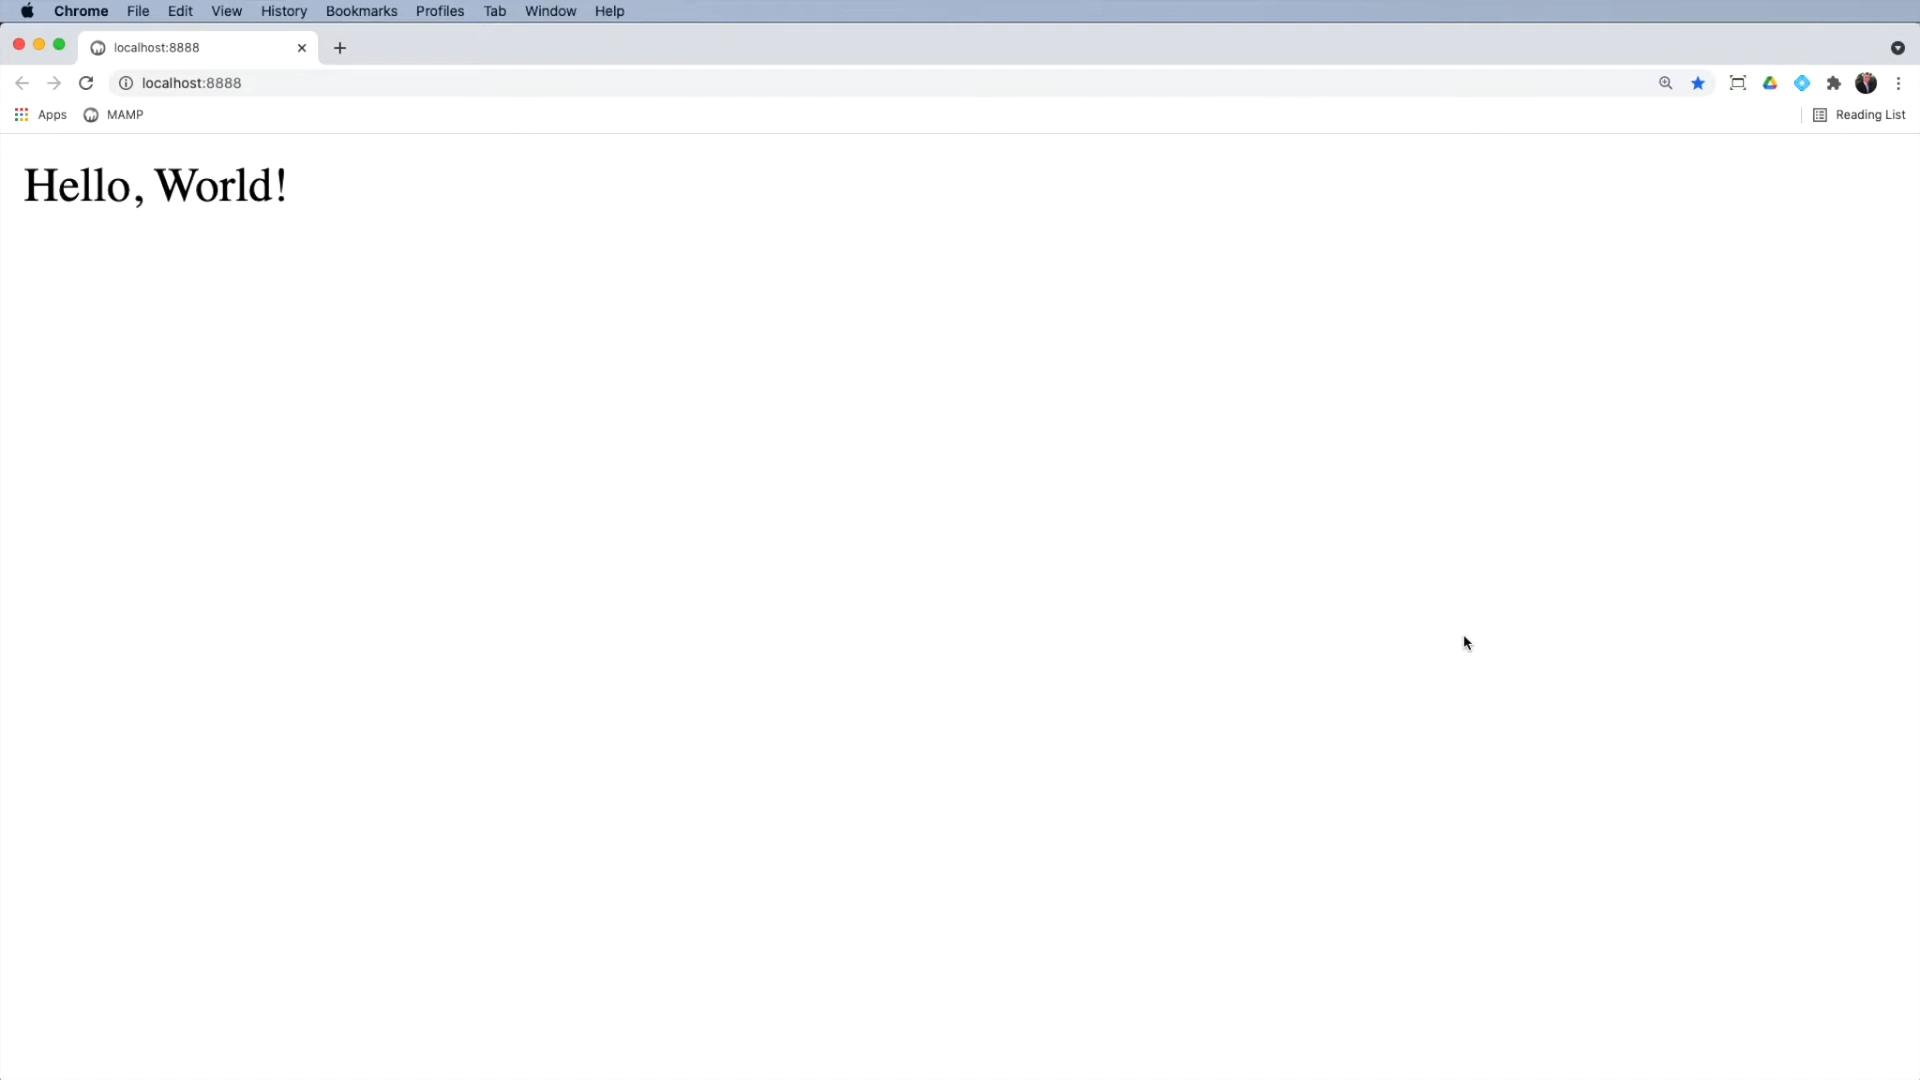 Chrome File Edit View History Bookmarks Profiles Tab Window Help
localhost:8888
localhost:8888
Apps MAMP Reading List
Hello, World!